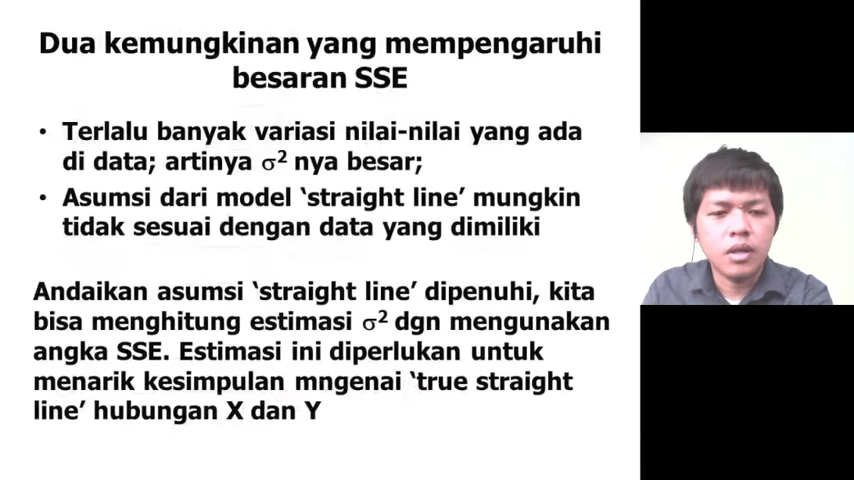 Dua kemungkinan yang mempengaruhi
besaran SSE
• Terlalu banyak variasi nilai-nilai yang ada
di data; artinya σ² nya besar;
• Asumsi dari model ‘straight line’ mungkin
tidak sesuai dengan data yang dimiliki
Andaikan asumsi ‘straight line’ dipenuhi, kita
bisa menghitung estimasi σ² dgn mengunakan
angka SSE. Estimasi ini diperlukan untuk
menarik kesimpulan mngenai ‘true straight
line’ hubungan X dan Y